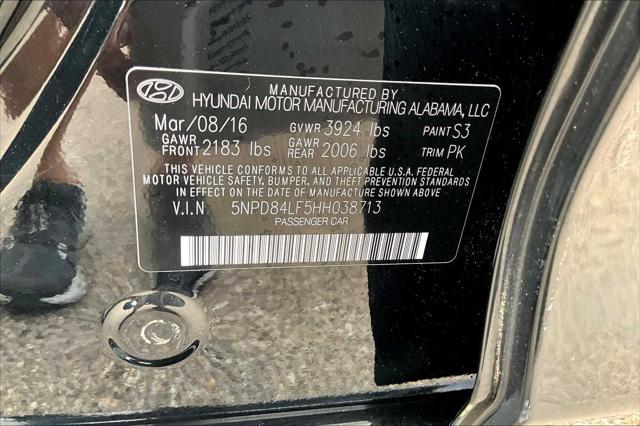 MANUFACTURED BY
HYUNDAI MOTOR MANUFACTURING ALABAMA, LLC
Mar/08/16 GVWR 3924 lbs PAINT S3
GAWR FRONT 2183 lbs GAWR REAR 2006 lbs TRIM PK
THIS VEHICLE CONFORMS TO ALL APPLICABLE U.S.A. FEDERAL
MOTOR VEHICLE SAFETY, BUMPER, AND THEFT PREVENTION STANDARDS
IN EFFECT ON THE DATE OF MANUFACTURE SHOWN ABOVE.
V.I.N 5NPD84LF5HH038713
PASSENGER CAR